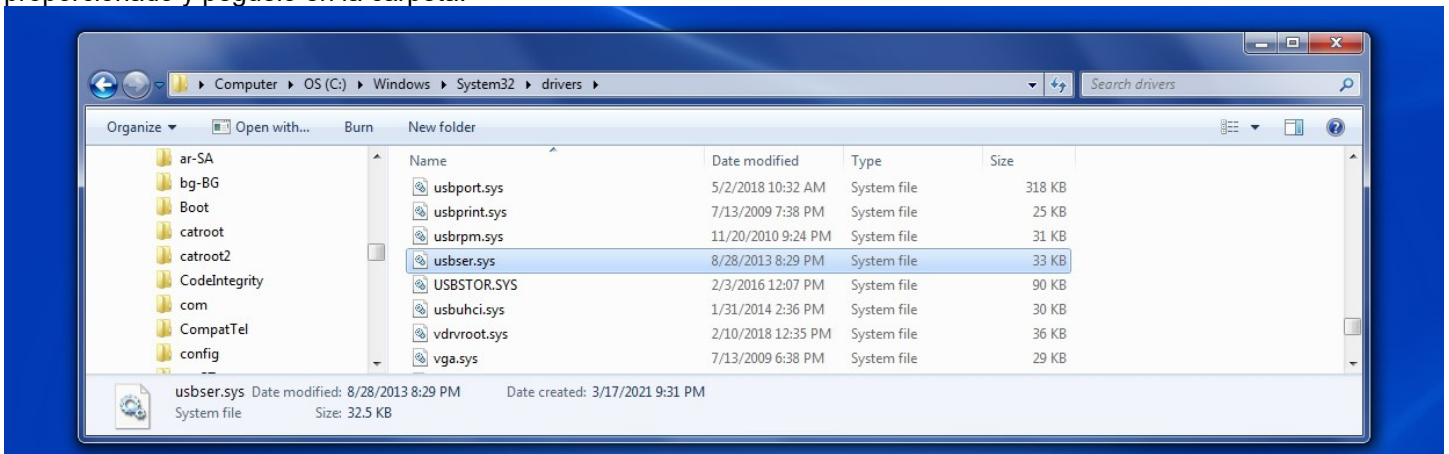 Computer ▸ OS (C:) ▸ Windows ▸ System32 ▸ drivers ▸ Search drivers
Organize Open with... Burn New folder
ar-SA
bg-BG
Boot
catroot
catroot2
CodeIntegrity
com
CompatTel
config
Name Date modified Type Size
usbport.sys 5/2/2018 10:32 AM System file 318 KB
usbprint.sys 7/13/2009 7:38 PM System file 25 KB
usbrpm.sys 11/20/2010 9:24 PM System file 31 KB
usbser.sys 8/28/2013 8:29 PM System file 33 KB
USBSTOR.SYS 2/3/2016 12:07 PM System file 90 KB
usbuhci.sys 1/31/2014 2:36 PM System file 30 KB
vdrvroot.sys 2/10/2018 12:35 PM System file 36 KB
vga.sys 7/13/2009 6:38 PM System file 29 KB
usbser.sys Date modified: 8/28/2013 8:29 PM Date created: 3/17/2021 9:31 PM
System file Size: 32.5 KB